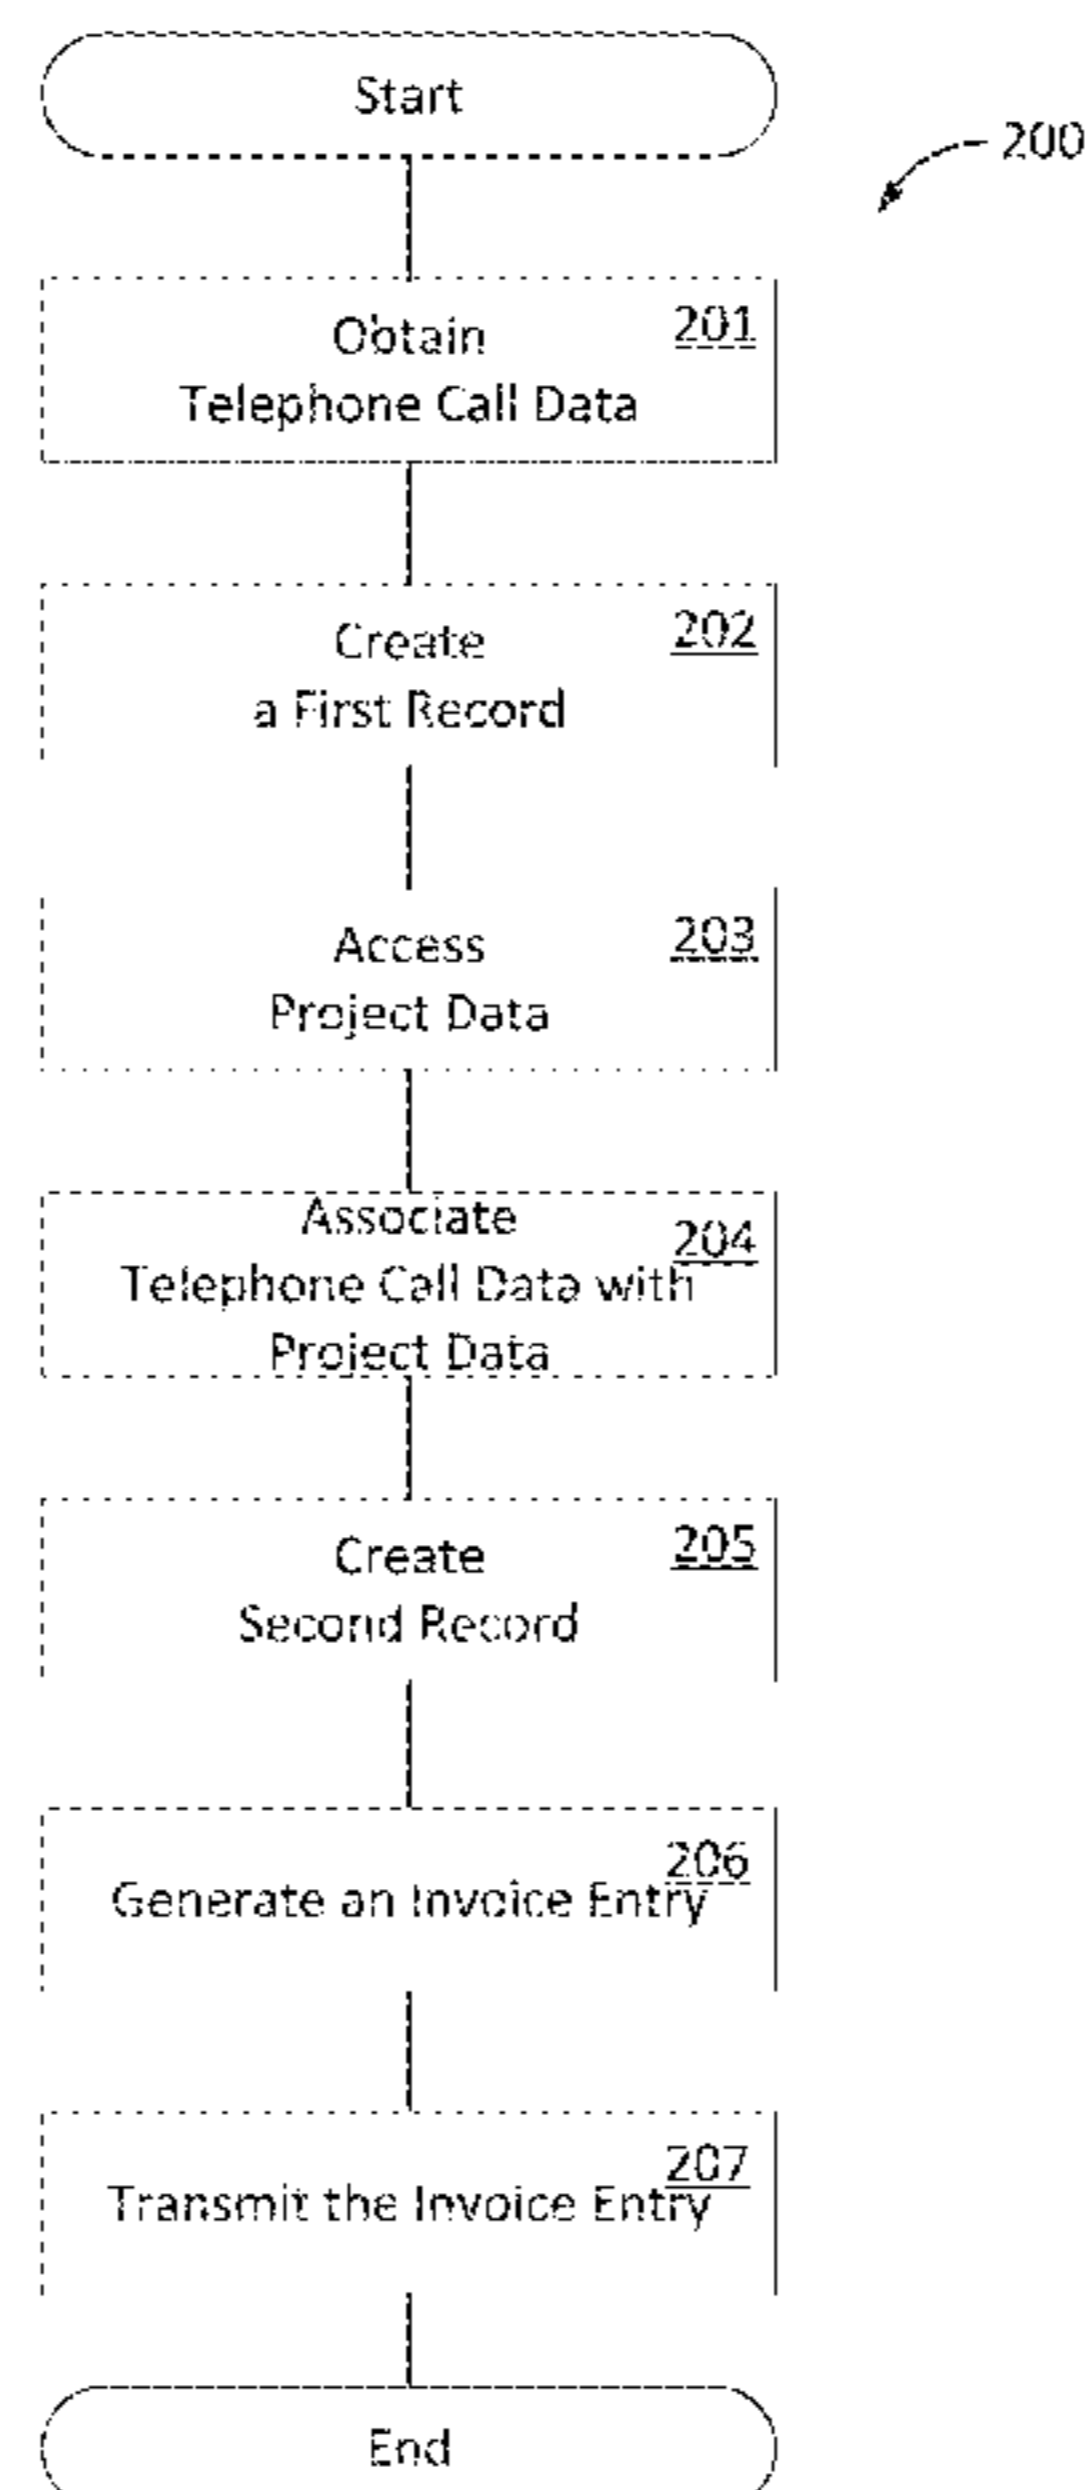 Start
200
201
Obtain
Telephone Call Data
202
Create
a First Record
203
Access
Project Data
Associate
204
Telephone Call Data with
Project Data
205
Create
Second Record
206
Generate an Invoice Entry
207
Transmit the Invoice Entry
End